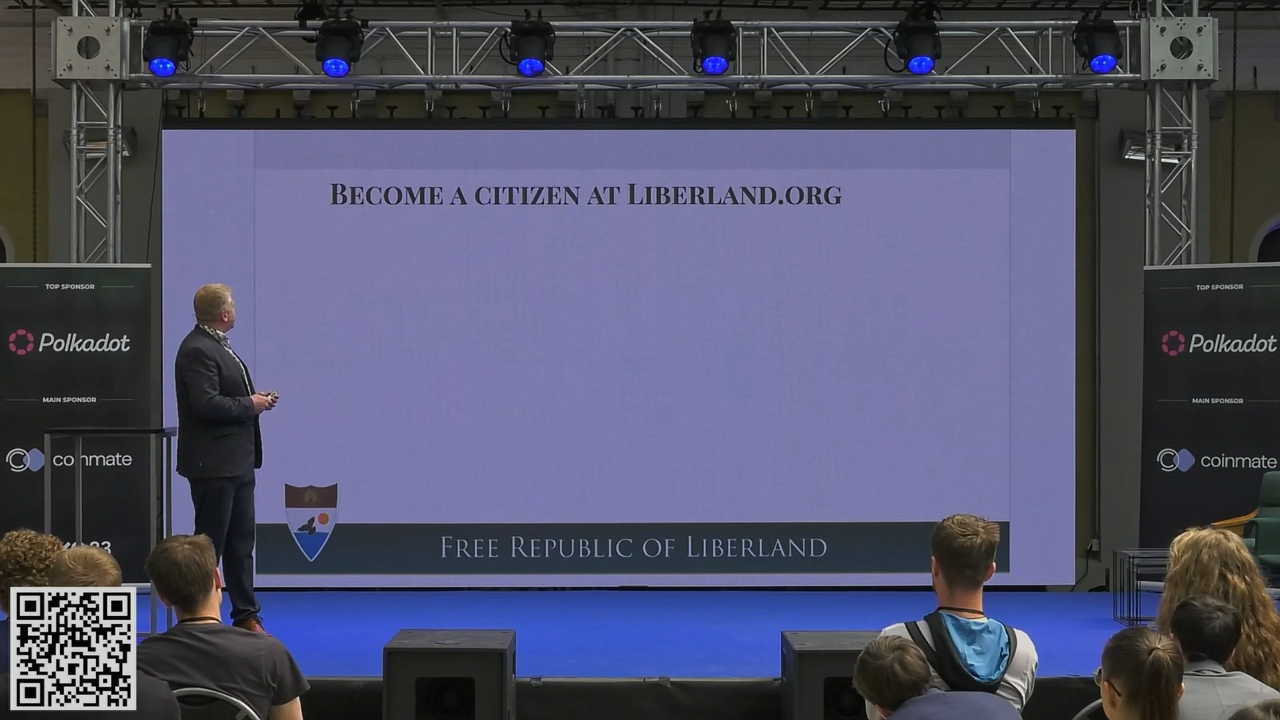 BECOME A CITIZEN AT LIBERLAND.ORG
TOP SPONSOR
Polkadot
MAIN SPONSOR
coinmate
TOP SPONSOR
Polkadot
MAIN SPONSOR
coinmate
FREE REPUBLIC OF LIBERLAND